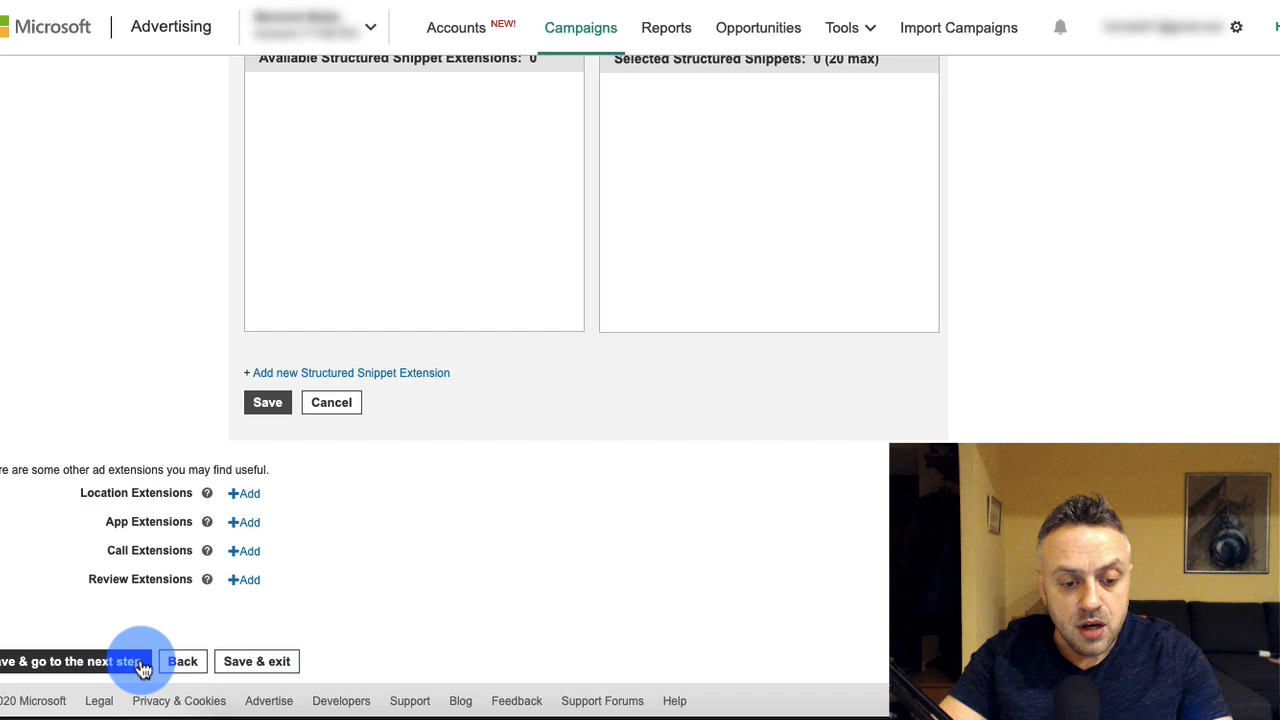 Microsoft | Advertising
Accounts NEW! Campaigns Reports Opportunities Tools Import Campaigns
Available Structured Snippet Extensions: 0
Selected Structured Snippets: 0 (20 max)
+ Add new Structured Snippet Extension
Save Cancel
re are some other ad extensions you may find useful.
Location Extensions ? +Add
App Extensions ? +Add
Call Extensions ? +Add
Review Extensions ? +Add
ve & go to the next step Back Save & exit
020 Microsoft Legal Privacy & Cookies Advertise Developers Support Blog Feedback Support Forums Help